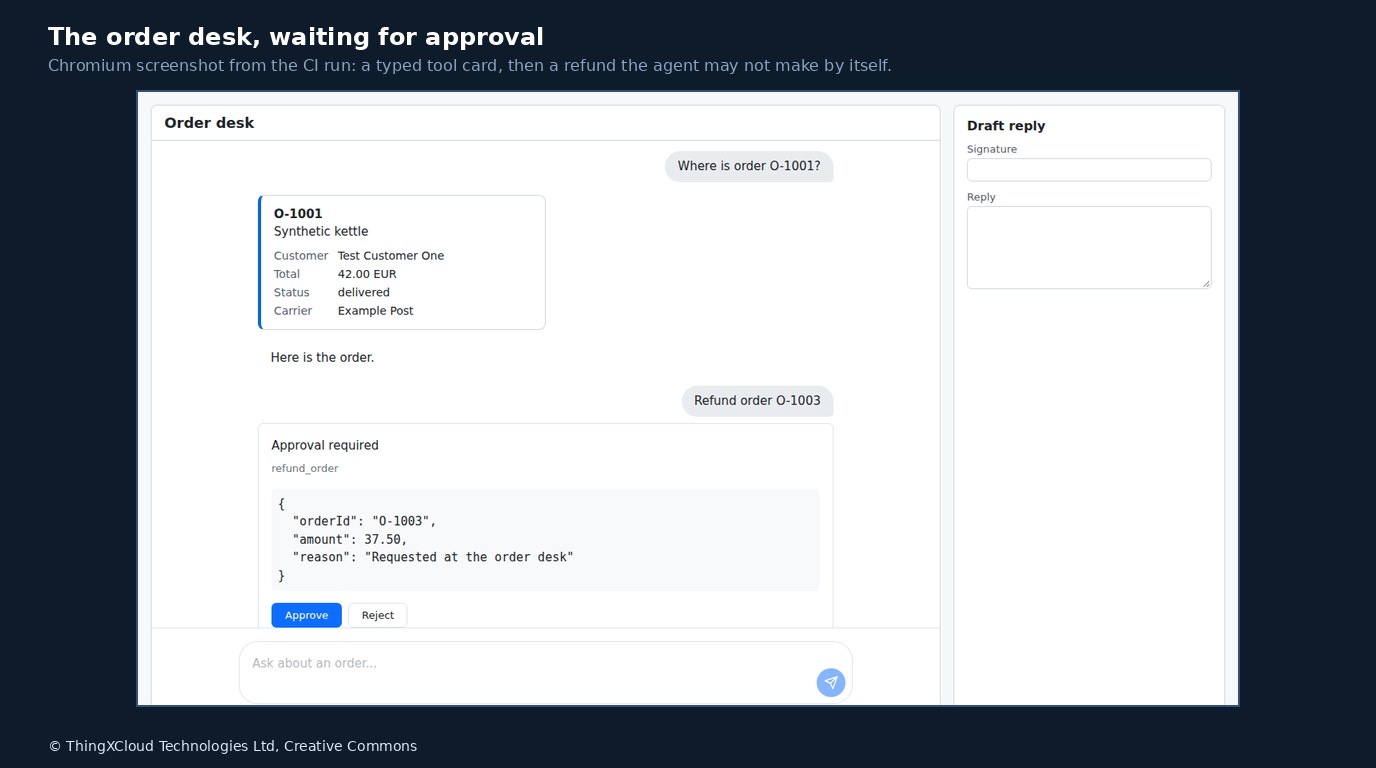 The order desk, waiting for approval
Chromium screenshot from the CI run: a typed tool card, then a refund the agent may not make by itself.
Order desk
Where is order O-1001?
O-1001
Synthetic kettle
Customer Test Customer One
Total 42.00 EUR
Status delivered
Carrier Example Post
Here is the order.
Refund order O-1003
Approval required
refund_order
{
  "orderId": "O-1003",
  "amount": 37.50,
  "reason": "Requested at the order desk"
}
Approve Reject
Ask about an order...
Draft reply
Signature
Reply
© ThingXCloud Technologies Ltd, Creative Commons